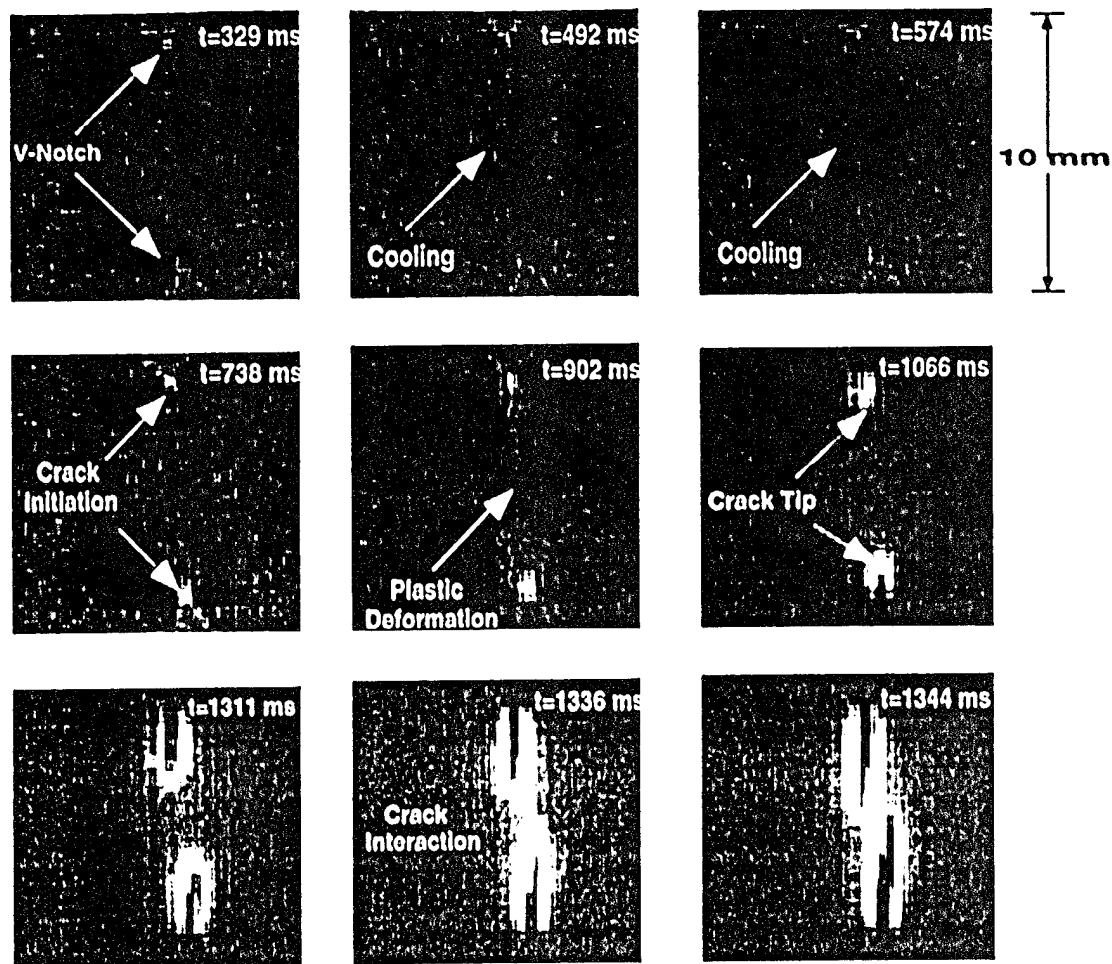 t=329 ms
V-Notch
t=492 ms
Cooling
t=574 ms
Cooling
10 mm
t=738 ms
Crack
Initiation
t=902 ms
Plastic
Deformation
t=1066 ms
Crack Tip
t=1311 ms
t=1336 ms
Crack
Interaction
t=1344 ms